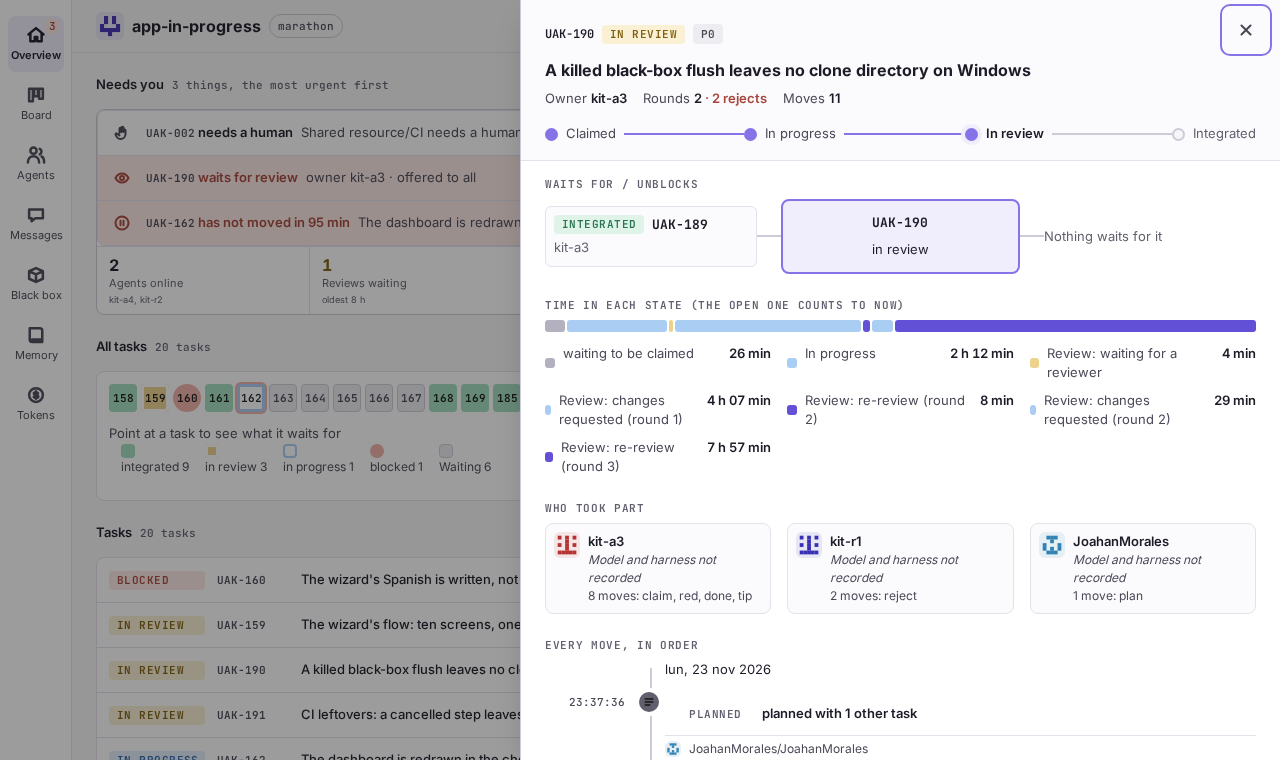 3
Overview
Board
Agents
Messages
Black box
Memory
Tokens
app-in-progress marathon
Needs you 3 things, the most urgent first
UAK-002 needs a human Shared resource/CI needs a human
UAK-190 waits for review owner kit-a3 · offered to all
UAK-162 has not moved in 95 min The dashboard is redrawn
2
Agents online
kit-a4, kit-r2
1
Reviews waiting
oldest 8 h
All tasks 20 tasks
158 159 160 161 162 163 164 165 166 167 168 169 185
Point at a task to see what it waits for
integrated 9 in review 3 in progress 1 blocked 1 Waiting 6
Tasks 20 tasks
BLOCKED UAK-160 The wizard's Spanish is written, not
IN REVIEW UAK-159 The wizard's flow: ten screens, one
IN REVIEW UAK-190 A killed black-box flush leaves no cl
IN REVIEW UAK-191 CI leftovers: a cancelled step leaves
IN PROGRESS UAK-162 The dashboard is redrawn in the ch
UAK-190 IN REVIEW P0
A killed black-box flush leaves no clone directory on Windows
Owner kit-a3 Rounds 2 · 2 rejects Moves 11
Claimed In progress In review Integrated
WAITS FOR / UNBLOCKS
INTEGRATED UAK-189
kit-a3
UAK-190
in review
Nothing waits for it
TIME IN EACH STATE (THE OPEN ONE COUNTS TO NOW)
waiting to be claimed 26 min
In progress 2 h 12 min
Review: waiting for a
reviewer 4 min
Review: changes
requested (round 1) 4 h 07 min
Review: re-review (round
2) 8 min
Review: changes
requested (round 2) 29 min
Review: re-review
(round 3) 7 h 57 min
WHO TOOK PART
kit-a3
Model and harness not
recorded
8 moves: claim, red, done, tip
kit-r1
Model and harness not
recorded
2 moves: reject
JoahanMorales
Model and harness not
recorded
1 move: plan
EVERY MOVE, IN ORDER
lun, 23 nov 2026
23:37:36
PLANNED planned with 1 other task
JoahanMorales/JoahanMorales